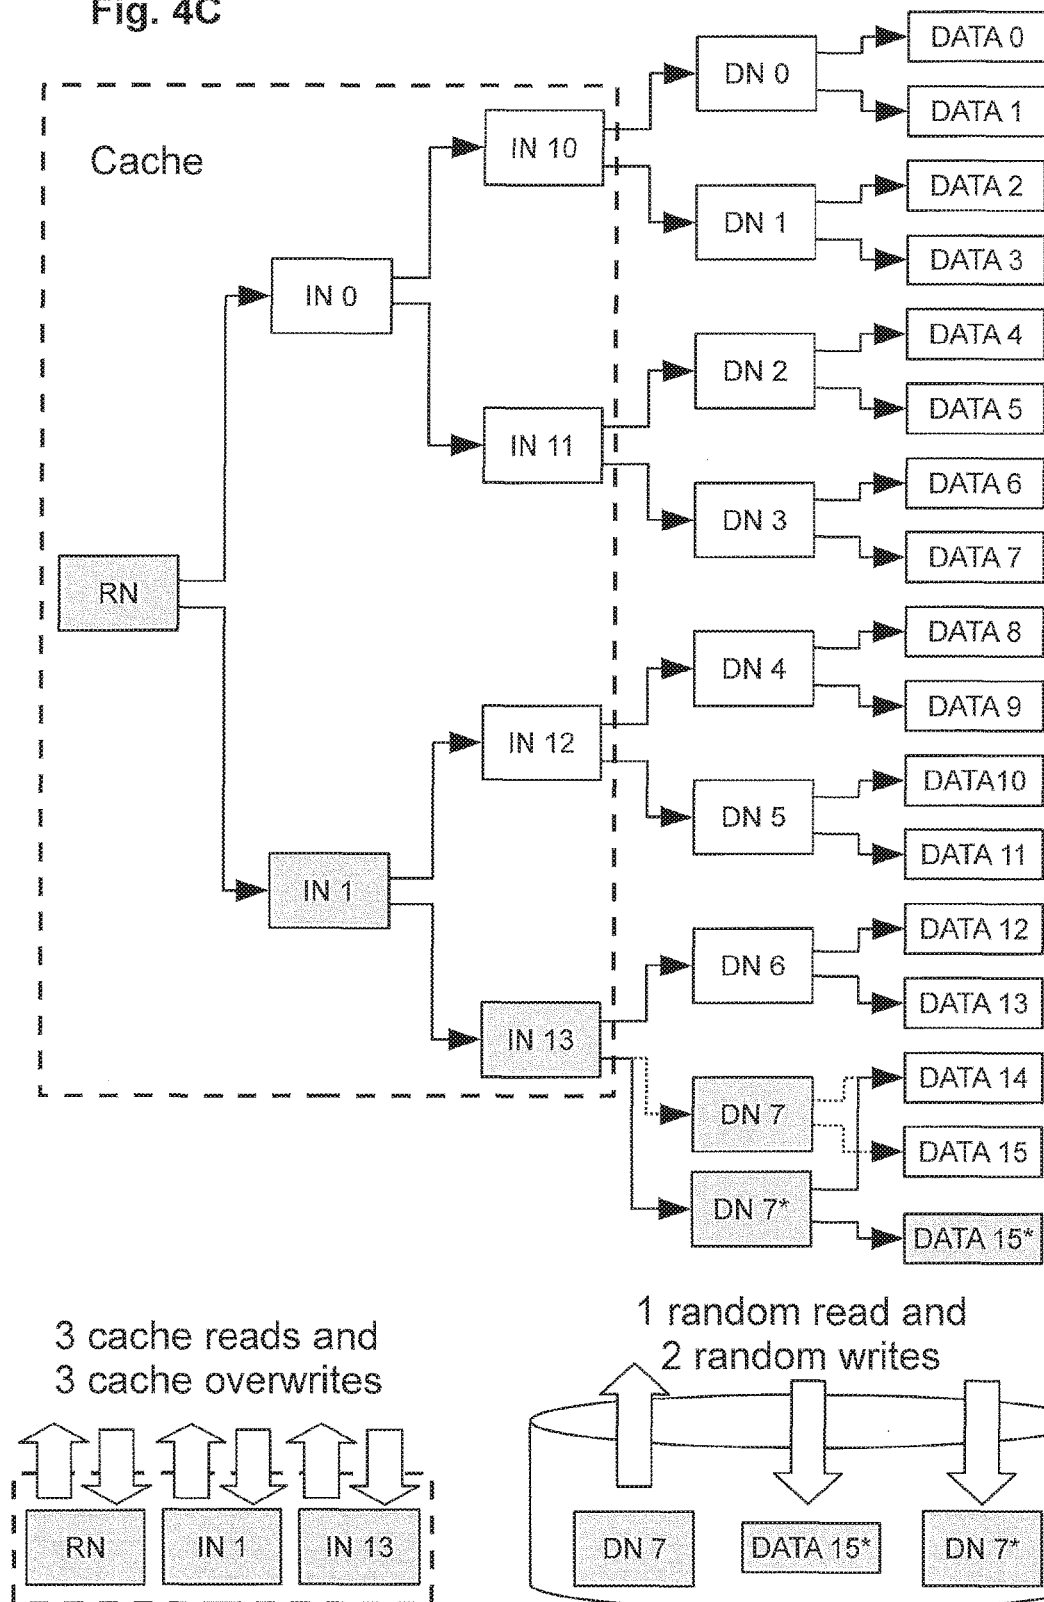 Fig. 4C
Cache
RN
IN 0
IN 1
IN 10
IN 11
IN 12
IN 13
DN 0
DN 1
DN 2
DN 3
DN 4
DN 5
DN 6
DN 7
DN 7*
DATA 0
DATA 1
DATA 2
DATA 3
DATA 4
DATA 5
DATA 6
DATA 7
DATA 8
DATA 9
DATA10
DATA 11
DATA 12
DATA 13
DATA 14
DATA 15
DATA 15*
3 cache reads and
3 cache overwrites
RN
IN 1
IN 13
1 random read and
2 random writes
DN 7
DATA 15*
DN 7*